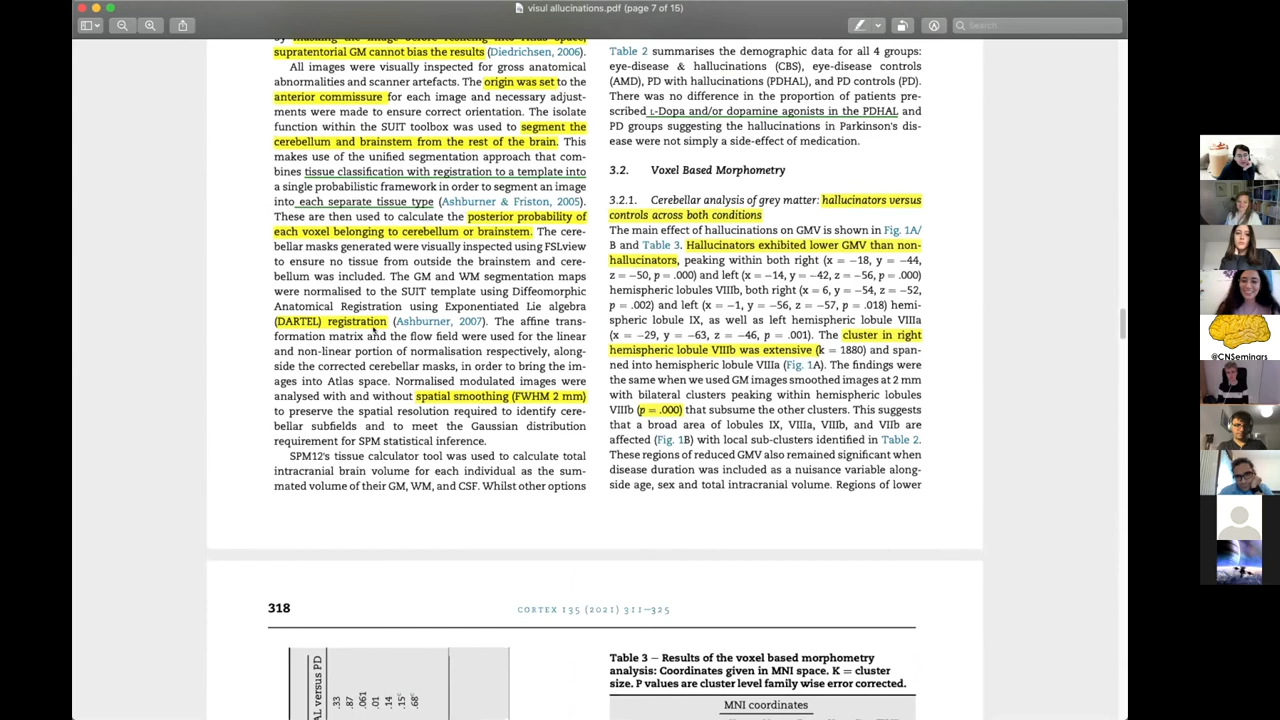 visul allucinations.pdf (page 7 of 15)
Search
by masking the image before reslicing into Atlas space,
supratentorial GM cannot bias the results (Diedrichsen, 2006).
All images were visually inspected for gross anatomical
abnormalities and scanner artefacts. The origin was set to the
anterior commissure for each image and necessary adjust-
ments were made to ensure correct orientation. The isolate
function within the SUIT toolbox was used to segment the
cerebellum and brainstem from the rest of the brain. This
makes use of the unified segmentation approach that com-
bines tissue classification with registration to a template into
a single probabilistic framework in order to segment an image
into each separate tissue type (Ashburner & Friston, 2005).
These are then used to calculate the posterior probability of
each voxel belonging to cerebellum or brainstem. The cere-
bellar masks generated were visually inspected using FSLview
to ensure no tissue from outside the brainstem and cere-
bellum was included. The GM and WM segmentation maps
were normalised to the SUIT template using Diffeomorphic
Anatomical Registration using Exponentiated Lie algebra
(DARTEL) registration (Ashburner, 2007). The affine trans-
formation matrix and the flow field were used for the linear
and non-linear portion of normalisation respectively, along-
side the corrected cerebellar masks, in order to bring the im-
ages into Atlas space. Normalised modulated images were
analysed with and without spatial smoothing (FWHM 2 mm)
to preserve the spatial resolution required to identify cere-
bellar subfields and to meet the Gaussian distribution
requirement for SPM statistical inference.
SPM12's tissue calculator tool was used to calculate total
intracranial brain volume for each individual as the sum-
mated volume of their GM, WM, and CSF. Whilst other options
Table 2 summarises the demographic data for all 4 groups:
eye-disease & hallucinations (CBS), eye-disease controls
(AMD), PD with hallucinations (PDHAL), and PD controls (PD).
There was no difference in the proportion of patients pre-
scribed L-Dopa and/or dopamine agonists in the PDHAL and
PD groups suggesting the hallucinations in Parkinson's dis-
ease were not simply a side-effect of medication.
3.2. Voxel Based Morphometry
3.2.1. Cerebellar analysis of grey matter: hallucinators versus
controls across both conditions
The main effect of hallucinations on GMV is shown in Fig. 1A/
B and Table 3. Hallucinators exhibited lower GMV than non-
hallucinators, peaking within both right (x = −18, y = −44,
z = −50, p = .000) and left (x = −14, y = −42, z = −56, p = .000)
hemispheric lobules VIIIb, both right (x = 6, y = −54, z = −52,
p = .002) and left (x = −1, y = −56, z = −57, p = .018) hemi-
spheric lobule IX, as well as left hemispheric lobule VIIIa
(x = −29, y = −63, z = −46, p = .001). The cluster in right
hemispheric lobule VIIIb was extensive (k = 1880) and span-
ned into hemispheric lobule VIIIa (Fig. 1A). The findings were
the same when we used GM images smoothed images at 2 mm
with bilateral clusters peaking within hemispheric lobules
VIIIb (p = .000) that subsume the other clusters. This suggests
that a broad area of lobules IX, VIIIa, VIIIb, and VIIb are
affected (Fig. 1B) with local sub-clusters identified in Table 2.
These regions of reduced GMV also remained significant when
disease duration was included as a nuisance variable along-
side age, sex and total intracranial volume. Regions of lower
318
CORTEX 135 (2021) 311–325
AL versus PD
.33
.87
.061
.01
.14
.15c
.68c
Table 3 – Results of the voxel based morphometry
analysis: Coordinates given in MNI space. K = cluster
size. P values are cluster level family wise error corrected.
MNI coordinates
@CNSeminars